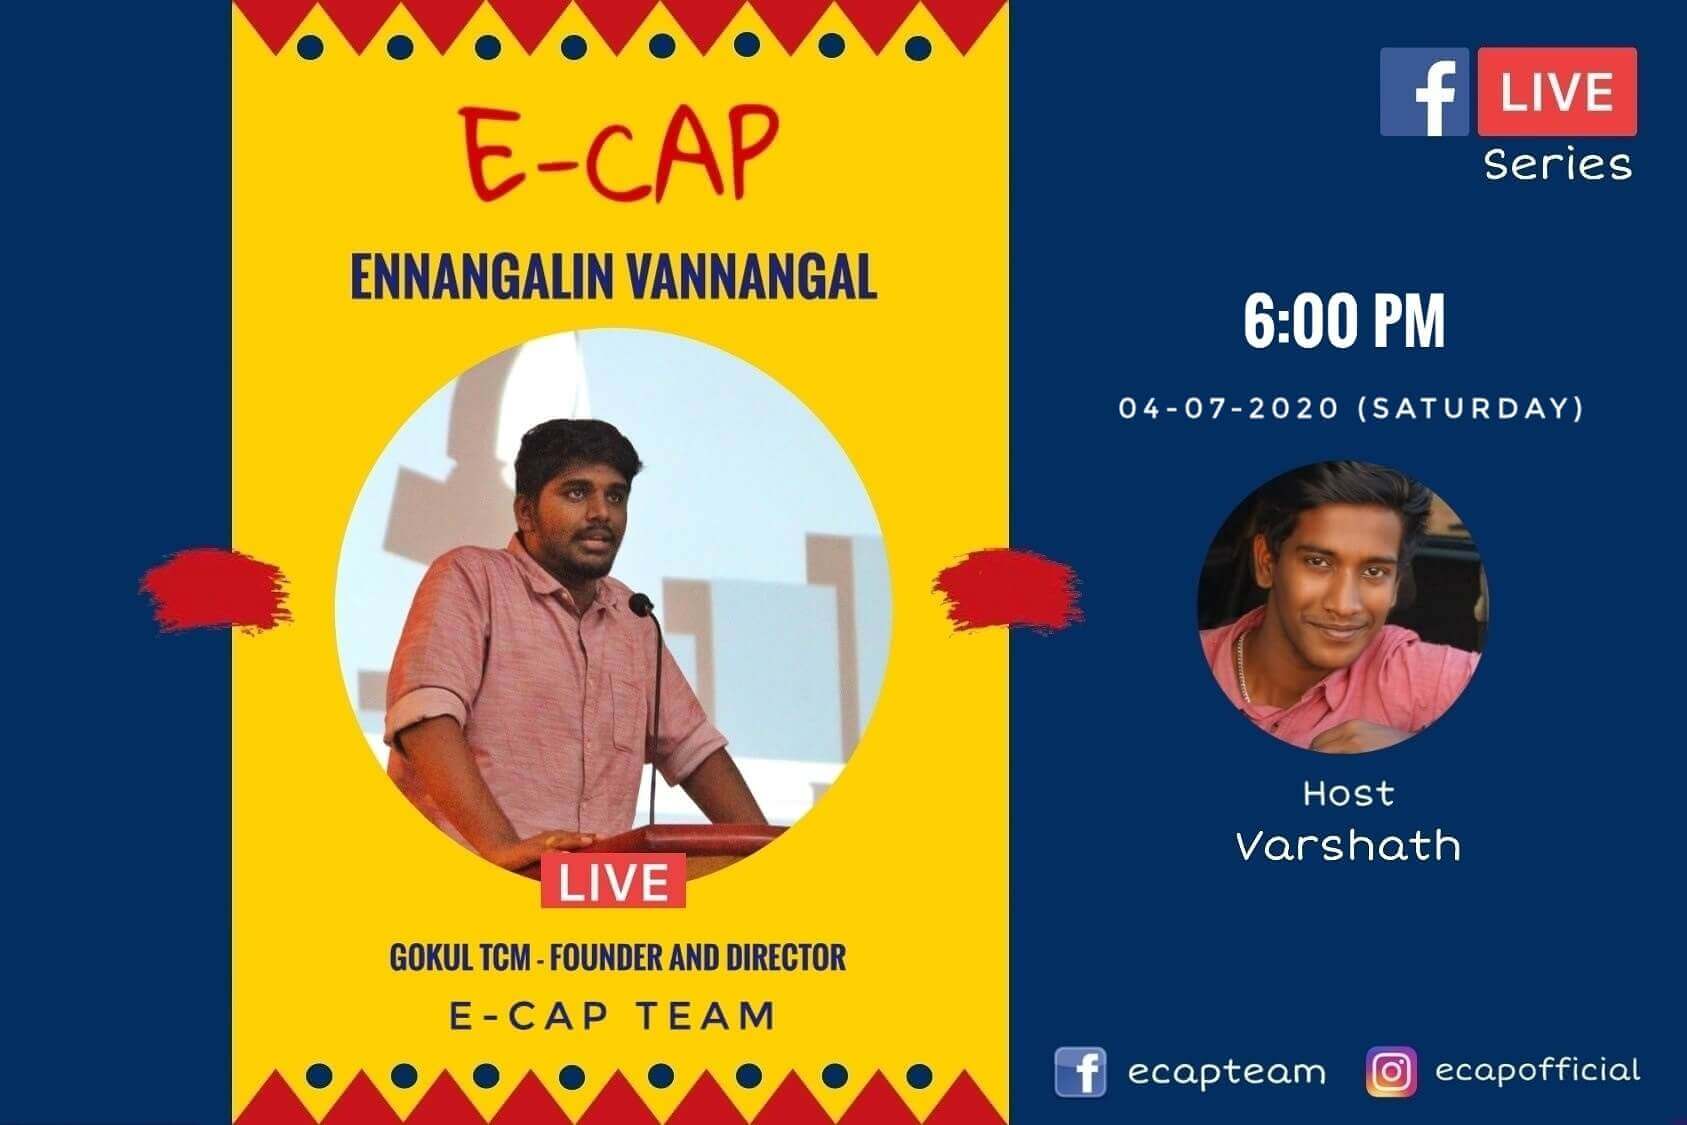 E-CAP
ENNANGALIN VANNANGAL
LIVE
GOKUL TCM - FOUNDER AND DIRECTOR
E-CAP TEAM
f LIVE
Series
6:00 PM
04-07-2020 (SATURDAY)
Host
Varshath
f ecapteam ecapofficial